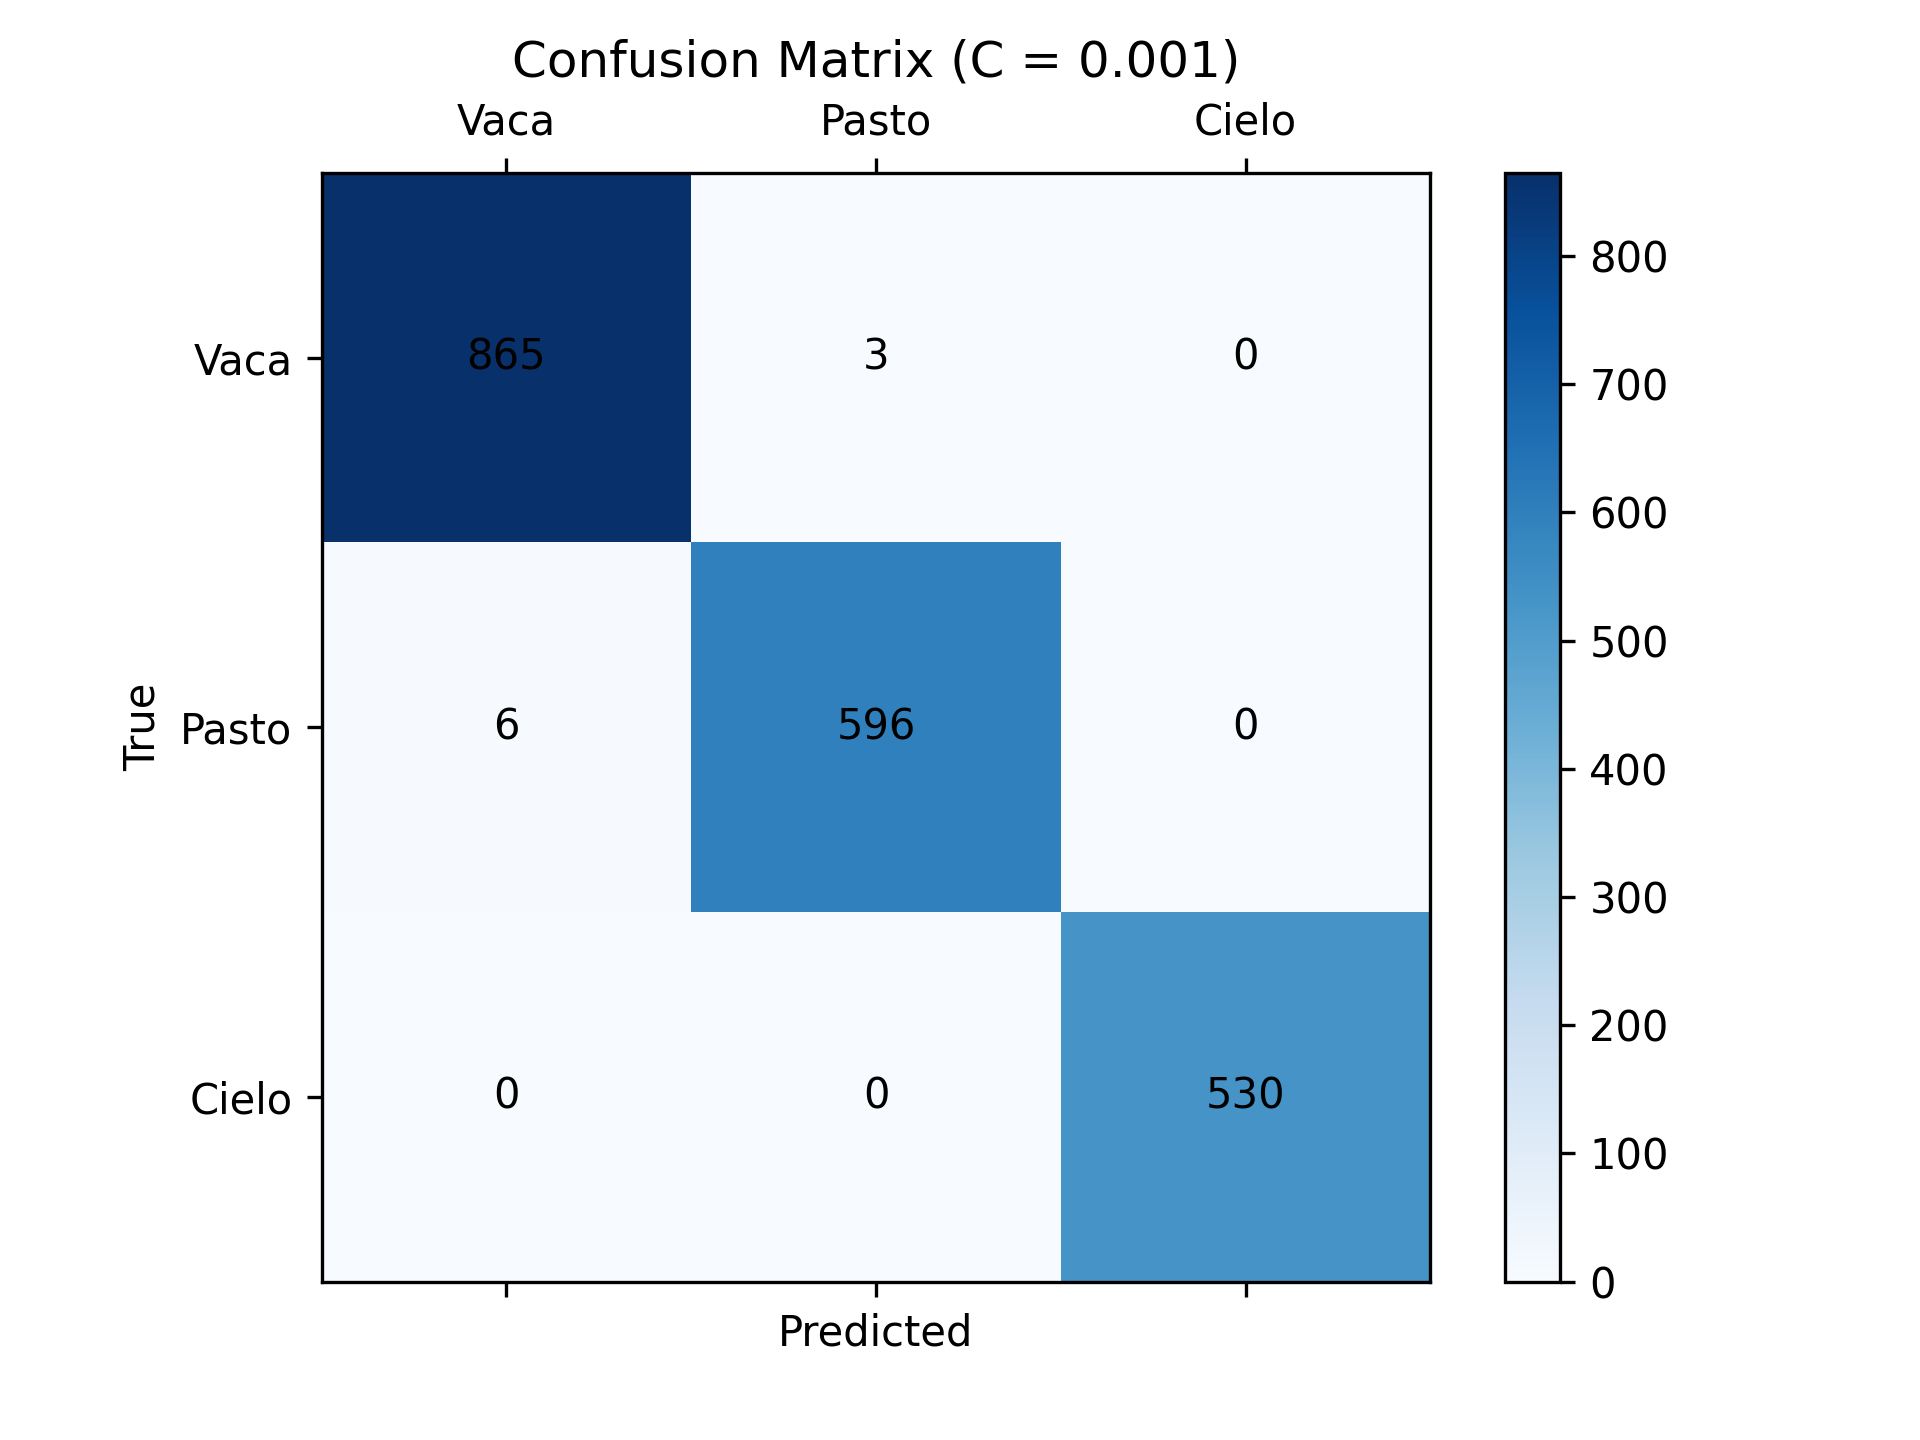 Confusion Matrix (C = 0.001)
Vaca Pasto Cielo
Vaca 865 3 0
Pasto 6 596 0
Cielo 0 0 530
True
Predicted
800
700
600
500
400
300
200
100
0